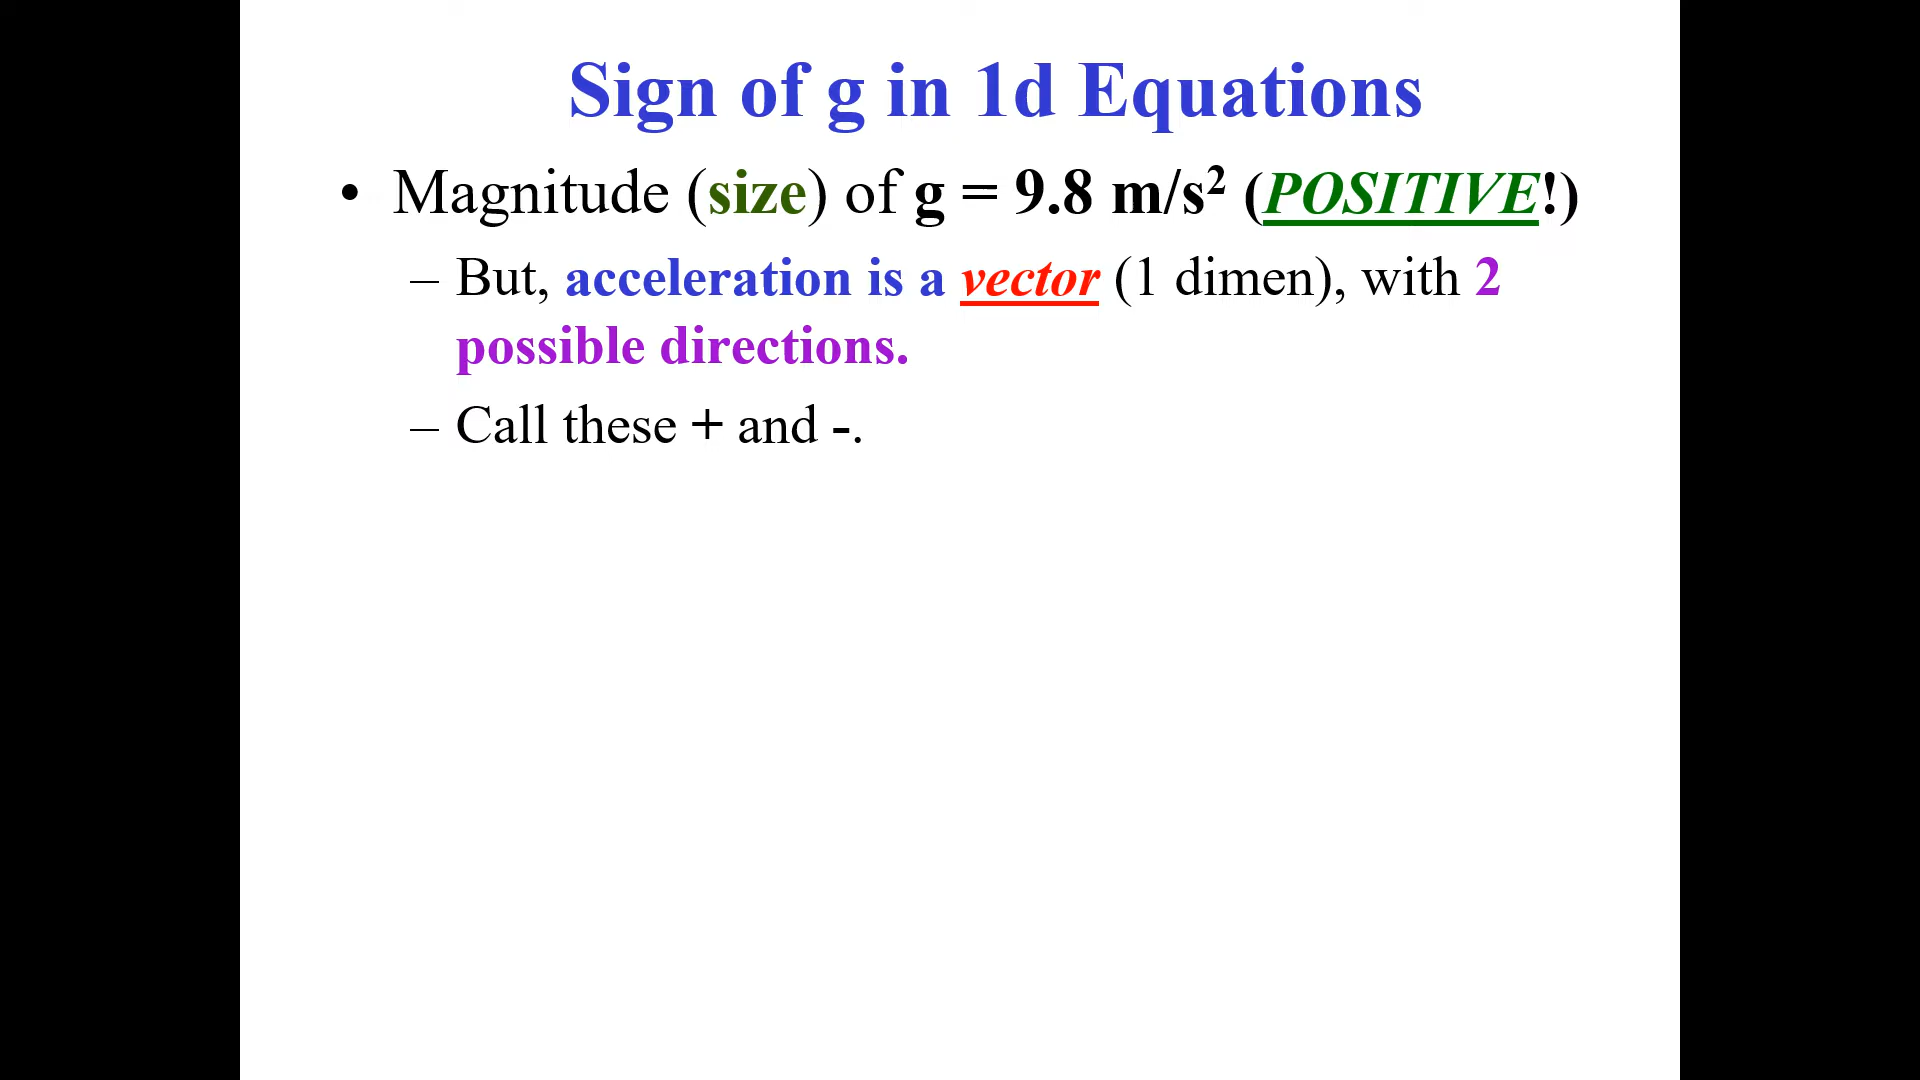 Sign of g in 1d Equations
• Magnitude (size) of g = 9.8 m/s² (POSITIVE!)
– But, acceleration is a vector (1 dimen), with 2
possible directions.
– Call these + and -.